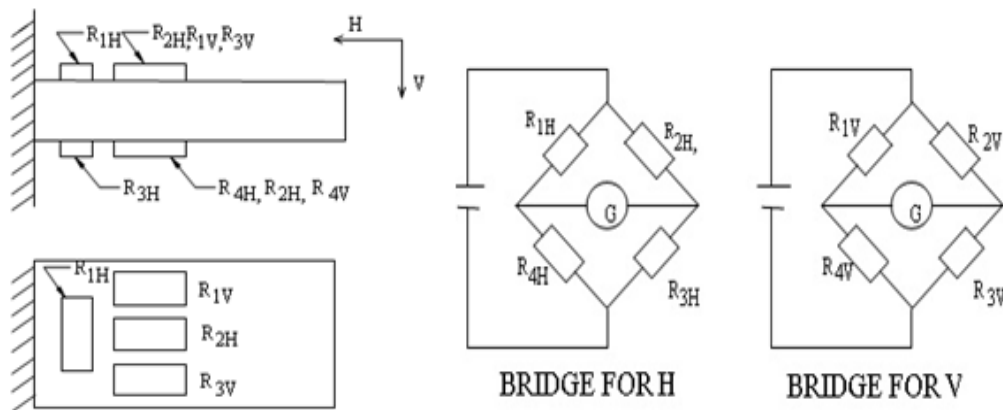 R1H
R2H,R1V,R3V
H
V
R3H
R4H, R2H, R4V
R1H
R1V
R2H
R3V
R1H
R2H,
G
R4H
R3H
BRIDGE FOR H
R1V
R2V
G
R4V
R3V
BRIDGE FOR V